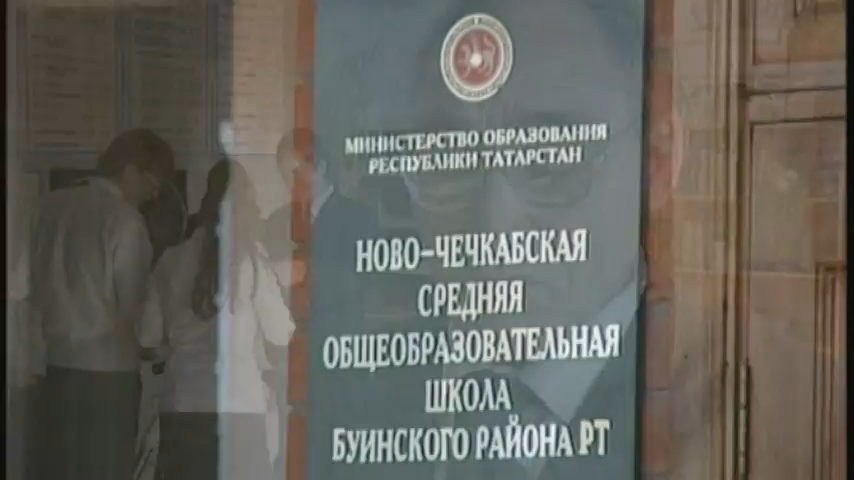 МИНИСТЕРСТВО ОБРАЗОВАНИЯ
РЕСПУБЛИКИ ТАТАРСТАН
НОВО-ЧЕЧКАБСКАЯ
СРЕДНЯЯ
ОБЩЕОБРАЗОВАТЕЛЬНАЯ
ШКОЛА
БУИНСКОГО РАЙОНА РТ